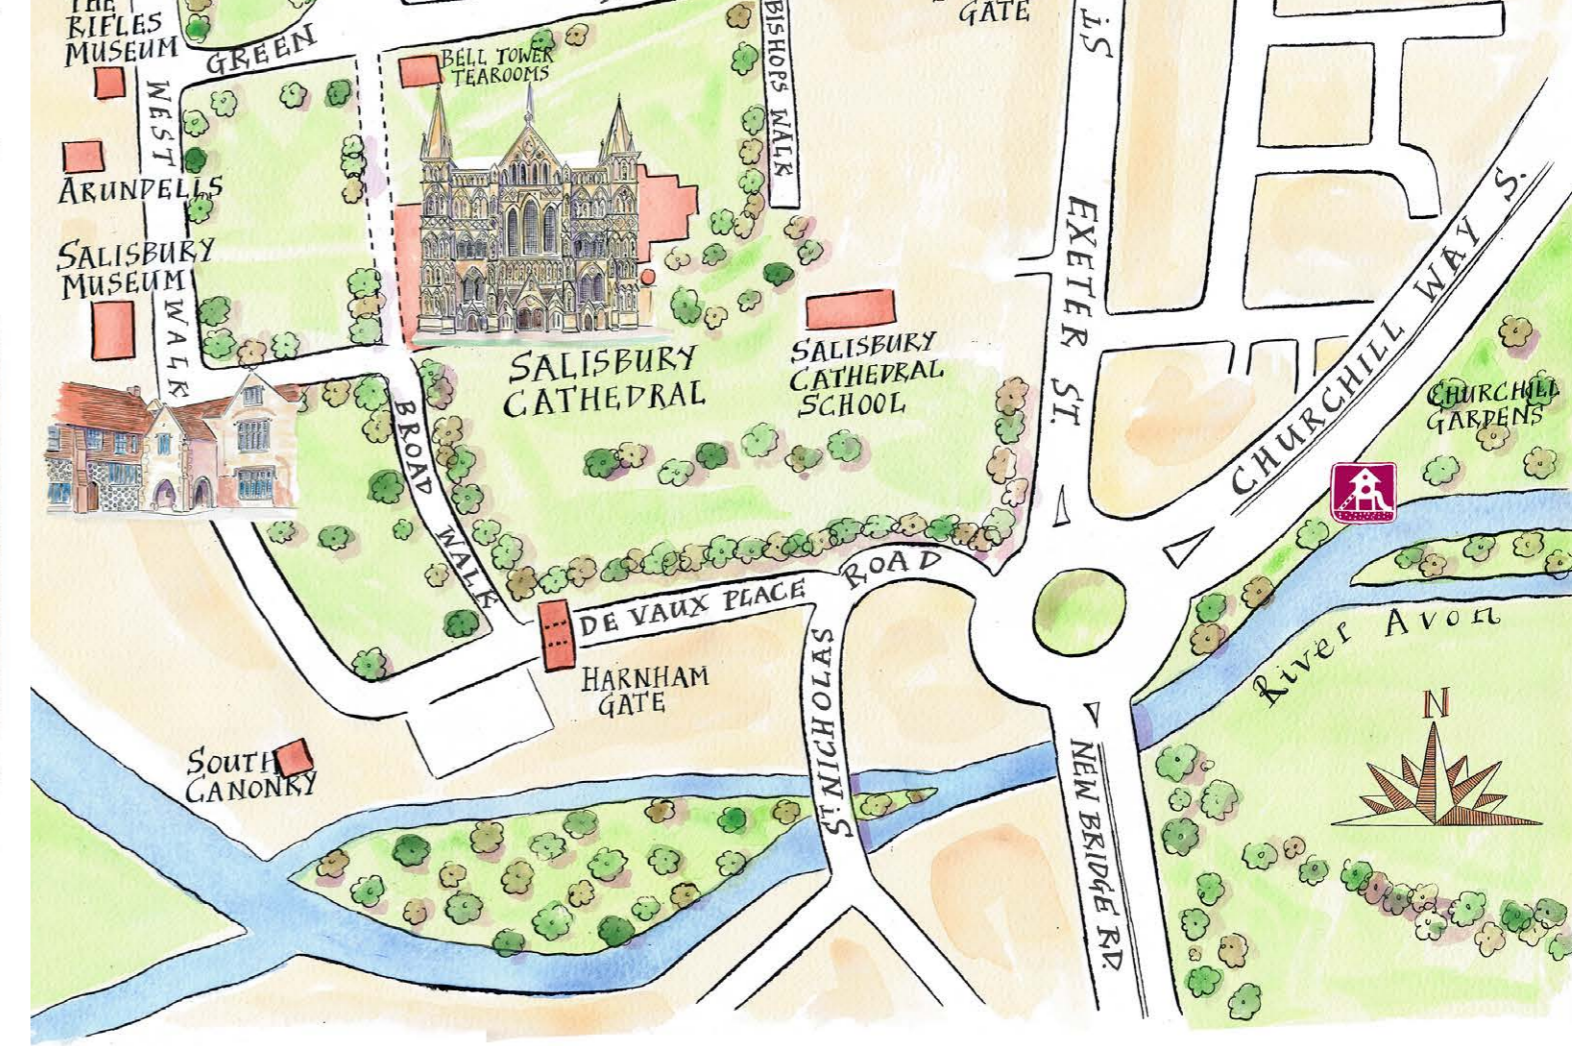 THE
RIFLES
MUSEUM
GREEN
BELL TOWER
TEAROOMS
BISHOPS WALK
GATE
WEST
WALK
ARUNDELLS
SALISBURY
MUSEUM
SALISBURY
CATHEDRAL
SALISBURY
CATHEDRAL
SCHOOL
EXETER ST.
CHURCHILL WAY S.
CHURCHILL
GARDENS
BROAD WALK
DE VAUX PLACE
ROAD
ST NICHOLAS
HARNHAM
GATE
SOUTH
CANONRY
River Avon
N
NEW BRIDGE RD.